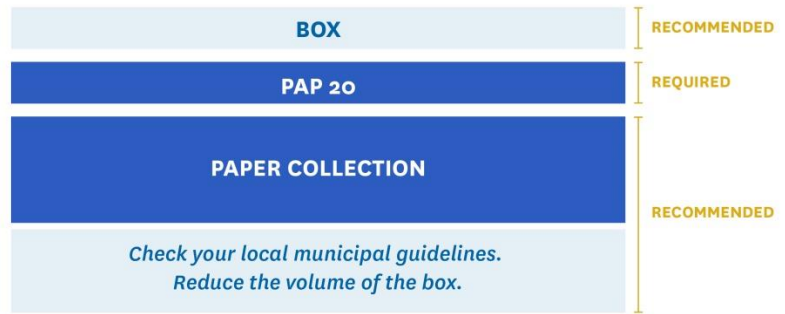 BOX
RECOMMENDED
PAP 20
REQUIRED
PAPER COLLECTION
RECOMMENDED
Check your local municipal guidelines.
Reduce the volume of the box.